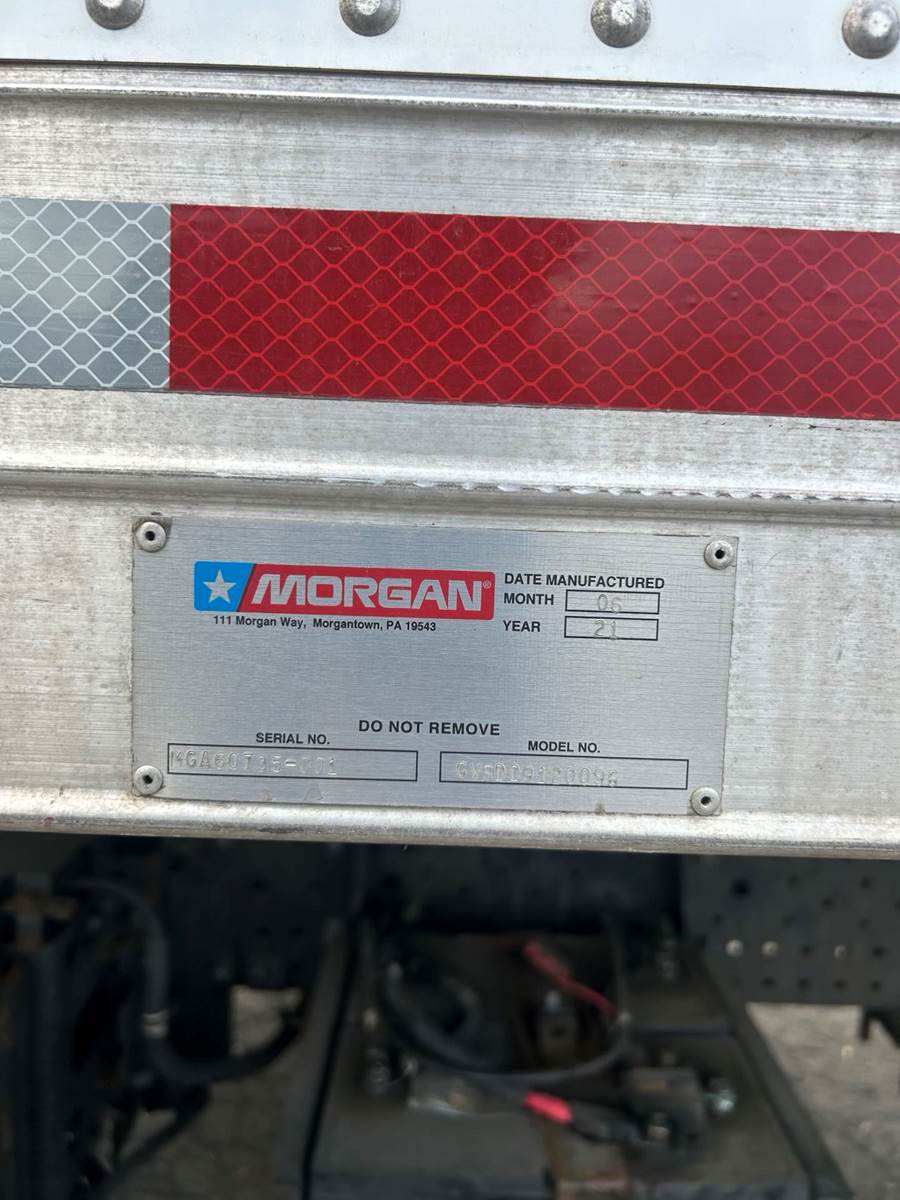 MORGAN®
111 Morgan Way, Morgantown, PA 19543
DATE MANUFACTURED
MONTH 06
YEAR 21
DO NOT REMOVE
SERIAL NO.
MODEL NO.